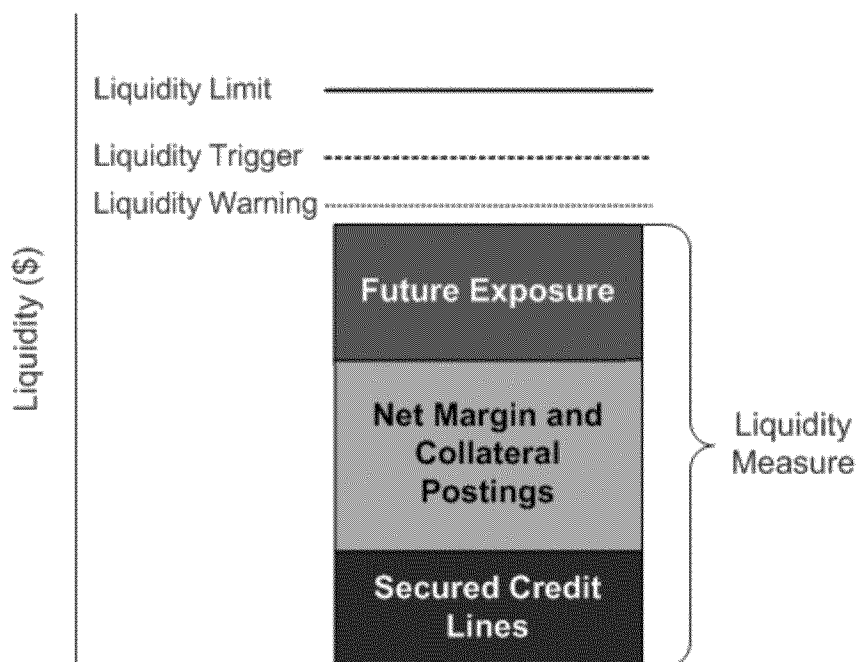 Liquidity Limit
Liquidity Trigger
Liquidity Warning
Liquidity ($)
Future Exposure
Net Margin and
Collateral
Postings
Secured Credit
Lines
Liquidity
Measure